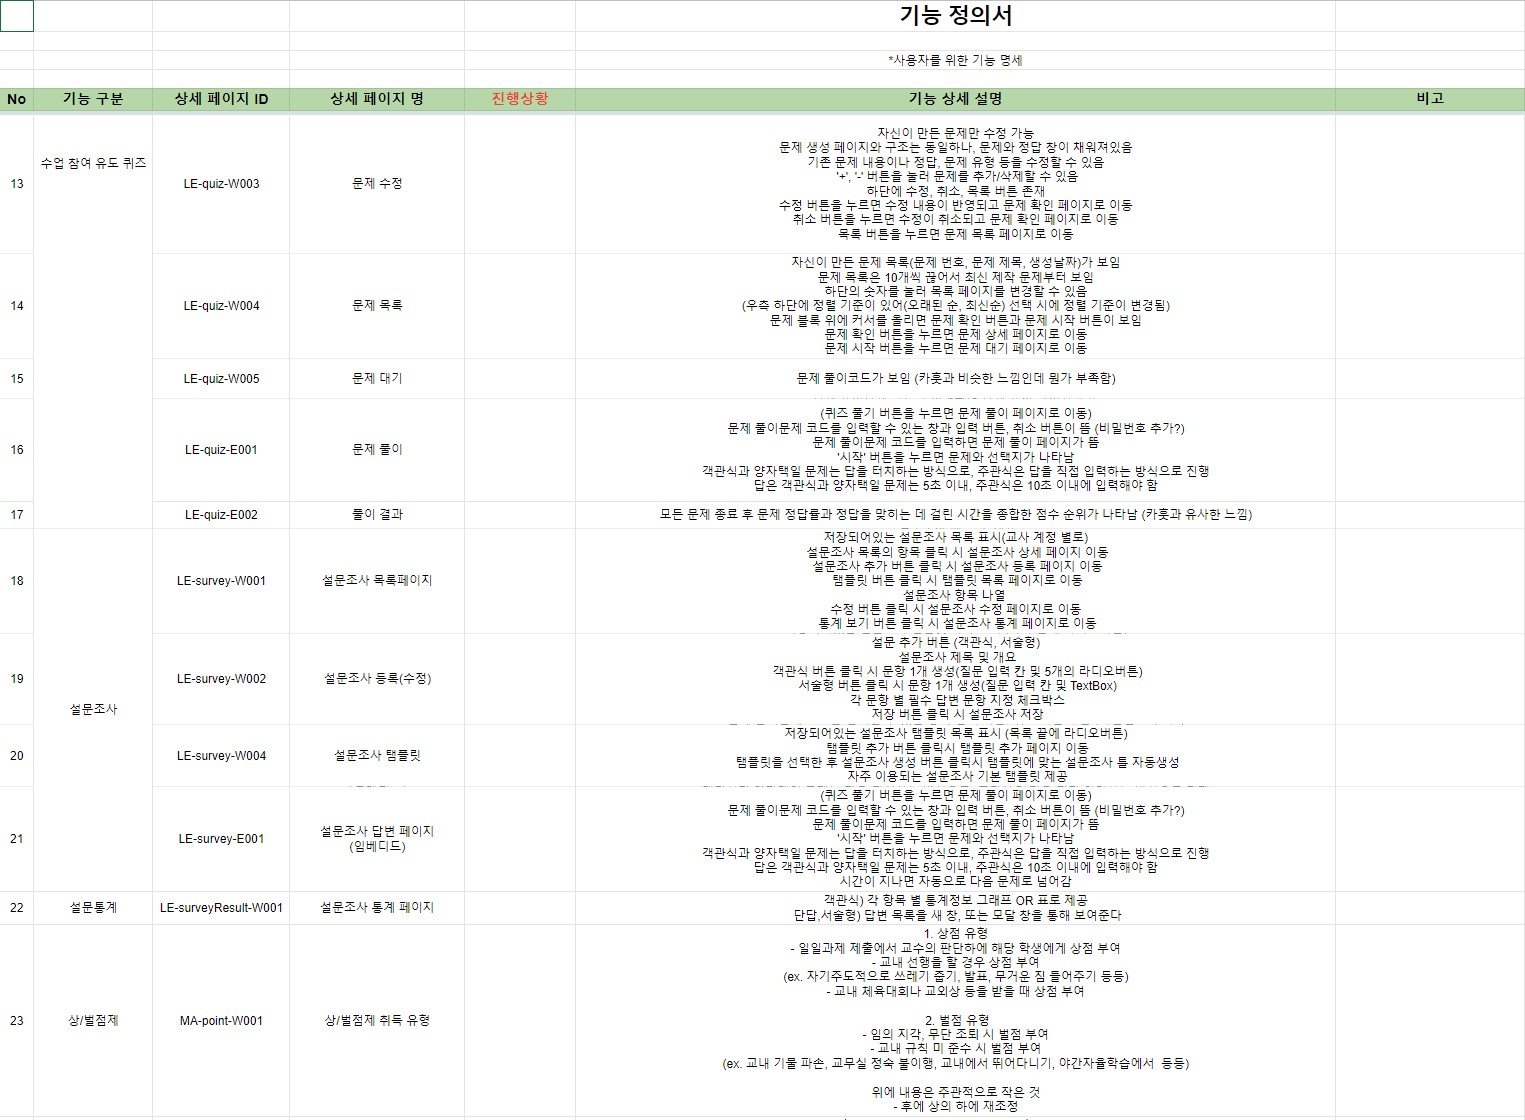 기능 정의서
*사용자를 위한 기능 명세
No 기능 구분 상세 페이지 ID 상세 페이지 명 진행상황 기능 상세 설명 비고
수업 참여 유도 퀴즈
13 LE-quiz-W003 문제 수정
자신이 만든 문제만 수정 가능
문제 생성 페이지와 구조는 동일하나, 문제와 정답 창이 채워져있음
기존 문제 내용이나 정답, 문제 유형 등을 수정할 수 있음
'+', '-' 버튼을 눌러 문제를 추가/삭제할 수 있음
하단에 수정, 취소, 목록 버튼 존재
수정 버튼을 누르면 수정 내용이 반영되고 문제 확인 페이지로 이동
취소 버튼을 누르면 수정이 취소되고 문제 확인 페이지로 이동
목록 버튼을 누르면 문제 목록 페이지로 이동
14 LE-quiz-W004 문제 목록
자신이 만든 문제 목록(문제 번호, 문제 제목, 생성날짜)가 보임
문제 목록은 10개씩 끊어서 최신 제작 문제부터 보임
하단의 숫자를 눌러 목록 페이지를 변경할 수 있음
(우측 하단에 정렬 기준이 있어(오래된 순, 최신순) 선택 시에 정렬 기준이 변경됨)
문제 블록 위에 커서를 올리면 문제 확인 버튼과 문제 시작 버튼이 보임
문제 확인 버튼을 누르면 문제 상세 페이지로 이동
문제 시작 버튼을 누르면 문제 대기 페이지로 이동
15 LE-quiz-W005 문제 대기 문제 풀이코드가 보임 (카훗과 비슷한 느낌인데 뭔가 부족함)
16 LE-quiz-E001 문제 풀이
(퀴즈 풀기 버튼을 누르면 문제 풀이 페이지로 이동)
문제 풀이문제 코드를 입력할 수 있는 창과 입력 버튼, 취소 버튼이 뜸 (비밀번호 추가?)
문제 풀이문제 코드를 입력하면 문제 풀이 페이지가 뜸
'시작' 버튼을 누르면 문제와 선택지가 나타남
객관식과 양자택일 문제는 답을 터치하는 방식으로, 주관식은 답을 직접 입력하는 방식으로 진행
답은 객관식과 양자택일 문제는 5초 이내, 주관식은 10초 이내에 입력해야 함
17 LE-quiz-E002 풀이 결과 모든 문제 종료 후 문제 정답률과 정답을 맞히는 데 걸린 시간을 종합한 점수 순위가 나타남 (카훗과 유사한 느낌)
설문조사
18 LE-survey-W001 설문조사 목록페이지
저장되어있는 설문조사 목록 표시(교사 계정 별로)
설문조사 목록의 항목 클릭 시 설문조사 상세 페이지 이동
설문조사 추가 버튼 클릭 시 설문조사 등록 페이지 이동
탬플릿 버튼 클릭 시 탬플릿 목록 페이지로 이동
설문조사 항목 나열
수정 버튼 클릭 시 설문조사 수정 페이지로 이동
통계 보기 버튼 클릭 시 설문조사 통계 페이지로 이동
19 LE-survey-W002 설문조사 등록(수정)
설문 추가 버튼 (객관식, 서술형)
설문조사 제목 및 개요
객관식 버튼 클릭 시 문항 1개 생성(질문 입력 칸 및 5개의 라디오버튼)
서술형 버튼 클릭 시 문항 1개 생성(질문 입력 칸 및 TextBox)
각 문항 별 필수 답변 문항 지정 체크박스
저장 버튼 클릭 시 설문조사 저장
20 LE-survey-W004 설문조사 탬플릿
저장되어있는 설문조사 탬플릿 목록 표시 (목록 끝에 라디오버튼)
탬플릿 추가 버튼 클릭시 탬플릿 추가 페이지 이동
탬플릿을 선택한 후 설문조사 생성 버튼 클릭시 탬플릿에 맞는 설문조사 틀 자동생성
자주 이용되는 설문조사 기본 탬플릿 제공
21 LE-survey-E001 설문조사 답변 페이지
(임베디드)
(퀴즈 풀기 버튼을 누르면 문제 풀이 페이지로 이동)
문제 풀이문제 코드를 입력할 수 있는 창과 입력 버튼, 취소 버튼이 뜸 (비밀번호 추가?)
문제 풀이문제 코드를 입력하면 문제 풀이 페이지가 뜸
'시작' 버튼을 누르면 문제와 선택지가 나타남
객관식과 양자택일 문제는 답을 터치하는 방식으로, 주관식은 답을 직접 입력하는 방식으로 진행
답은 객관식과 양자택일 문제는 5초 이내, 주관식은 10초 이내에 입력해야 함
시간이 지나면 자동으로 다음 문제로 넘어감
22 설문통계 LE-surveyResult-W001 설문조사 통계 페이지
객관식) 각 항목 별 통계정보 그래프 OR 표로 제공
단답,서술형) 답변 목록을 새 창, 또는 모달 창을 통해 보여준다
23 상/벌점제 MA-point-W001 상/벌점제 취득 유형
1. 상점 유형
- 일일과제 제출에서 교수의 판단하에 해당 학생에게 상점 부여
- 교내 선행을 할 경우 상점 부여
(ex. 자기주도적으로 쓰레기 줍기, 발표, 무거운 짐 들어주기 등등)
- 교내 체육대회나 교외상 등을 받을 때 상점 부여
2. 벌점 유형
- 임의 지각, 무단 조퇴 시 벌점 부여
- 교내 규칙 미 준수 시 벌점 부여
(ex. 교내 기물 파손, 교무실 정숙 불이행, 교내에서 뛰어다니기, 야간자율학습에서 등등)
위에 내용은 주관적으로 작은 것
- 후에 상의 하에 재조정